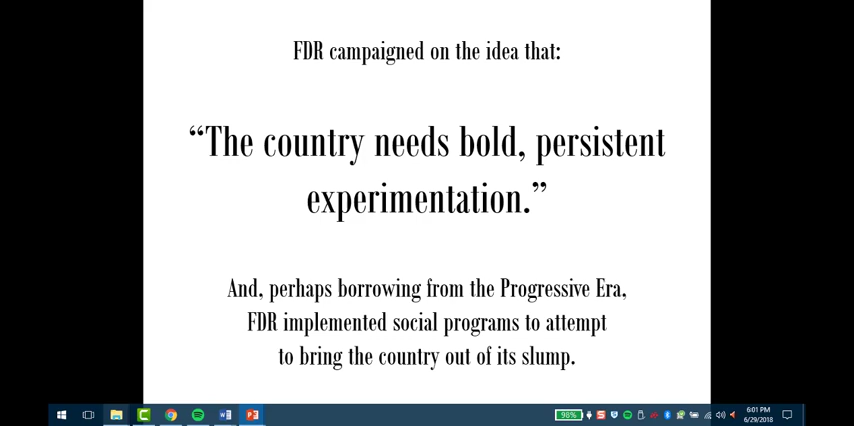 FDR campaigned on the idea that:
“The country needs bold, persistent
experimentation.”
And, perhaps borrowing from the Progressive Era,
FDR implemented social programs to attempt
to bring the country out of its slump.
98%
6:01 PM
6/29/2018